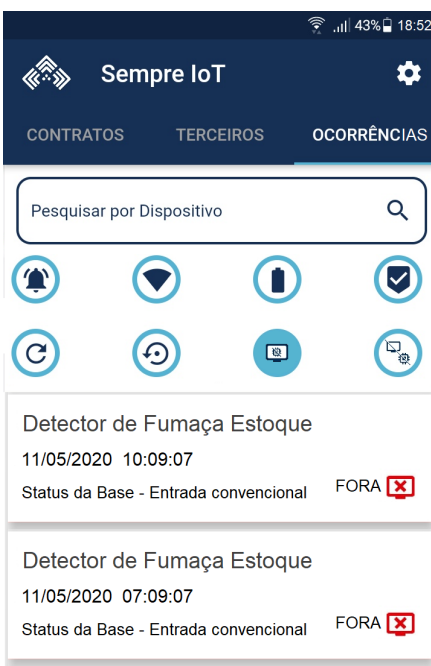 43% 18:52
Sempre IoT
CONTRATOS TERCEIROS OCORRÊNCIAS
Pesquisar por Dispositivo
Detector de Fumaça Estoque
11/05/2020 10:09:07
Status da Base - Entrada convencional FORA
Detector de Fumaça Estoque
11/05/2020 07:09:07
Status da Base - Entrada convencional FORA